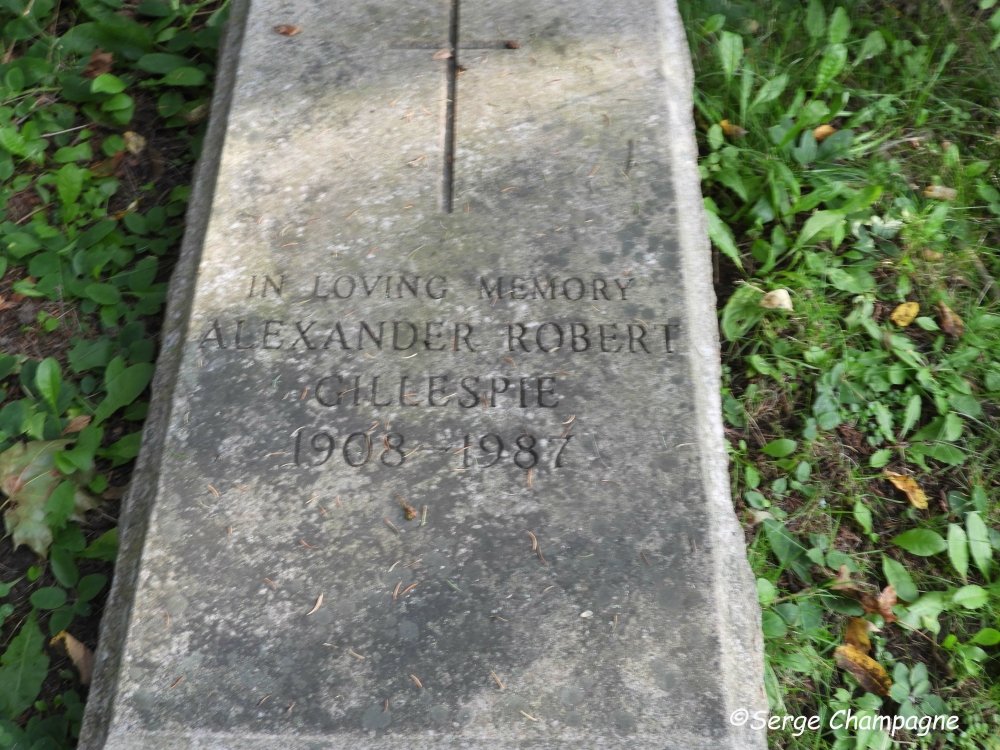 IN LOVING MEMORY
ALEXANDER ROBERT
GILLESPIE
1908-1987
©Serge Champagne